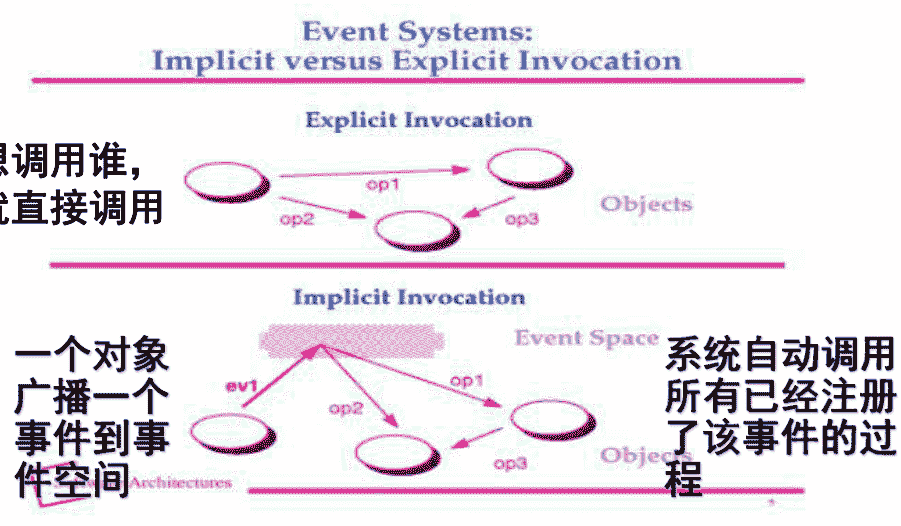 Event Systems:
Implicit versus Explicit Invocation
Explicit Invocation
调用谁，
直接调用
op1
op2
op3
Objects
Implicit Invocation
Event Space
一个对象
广播一个
事件到事
件空间
ev1
op1
op2
op3
Objects
系统自动调用
所有已经注册
了该事件的过
程
Architectures